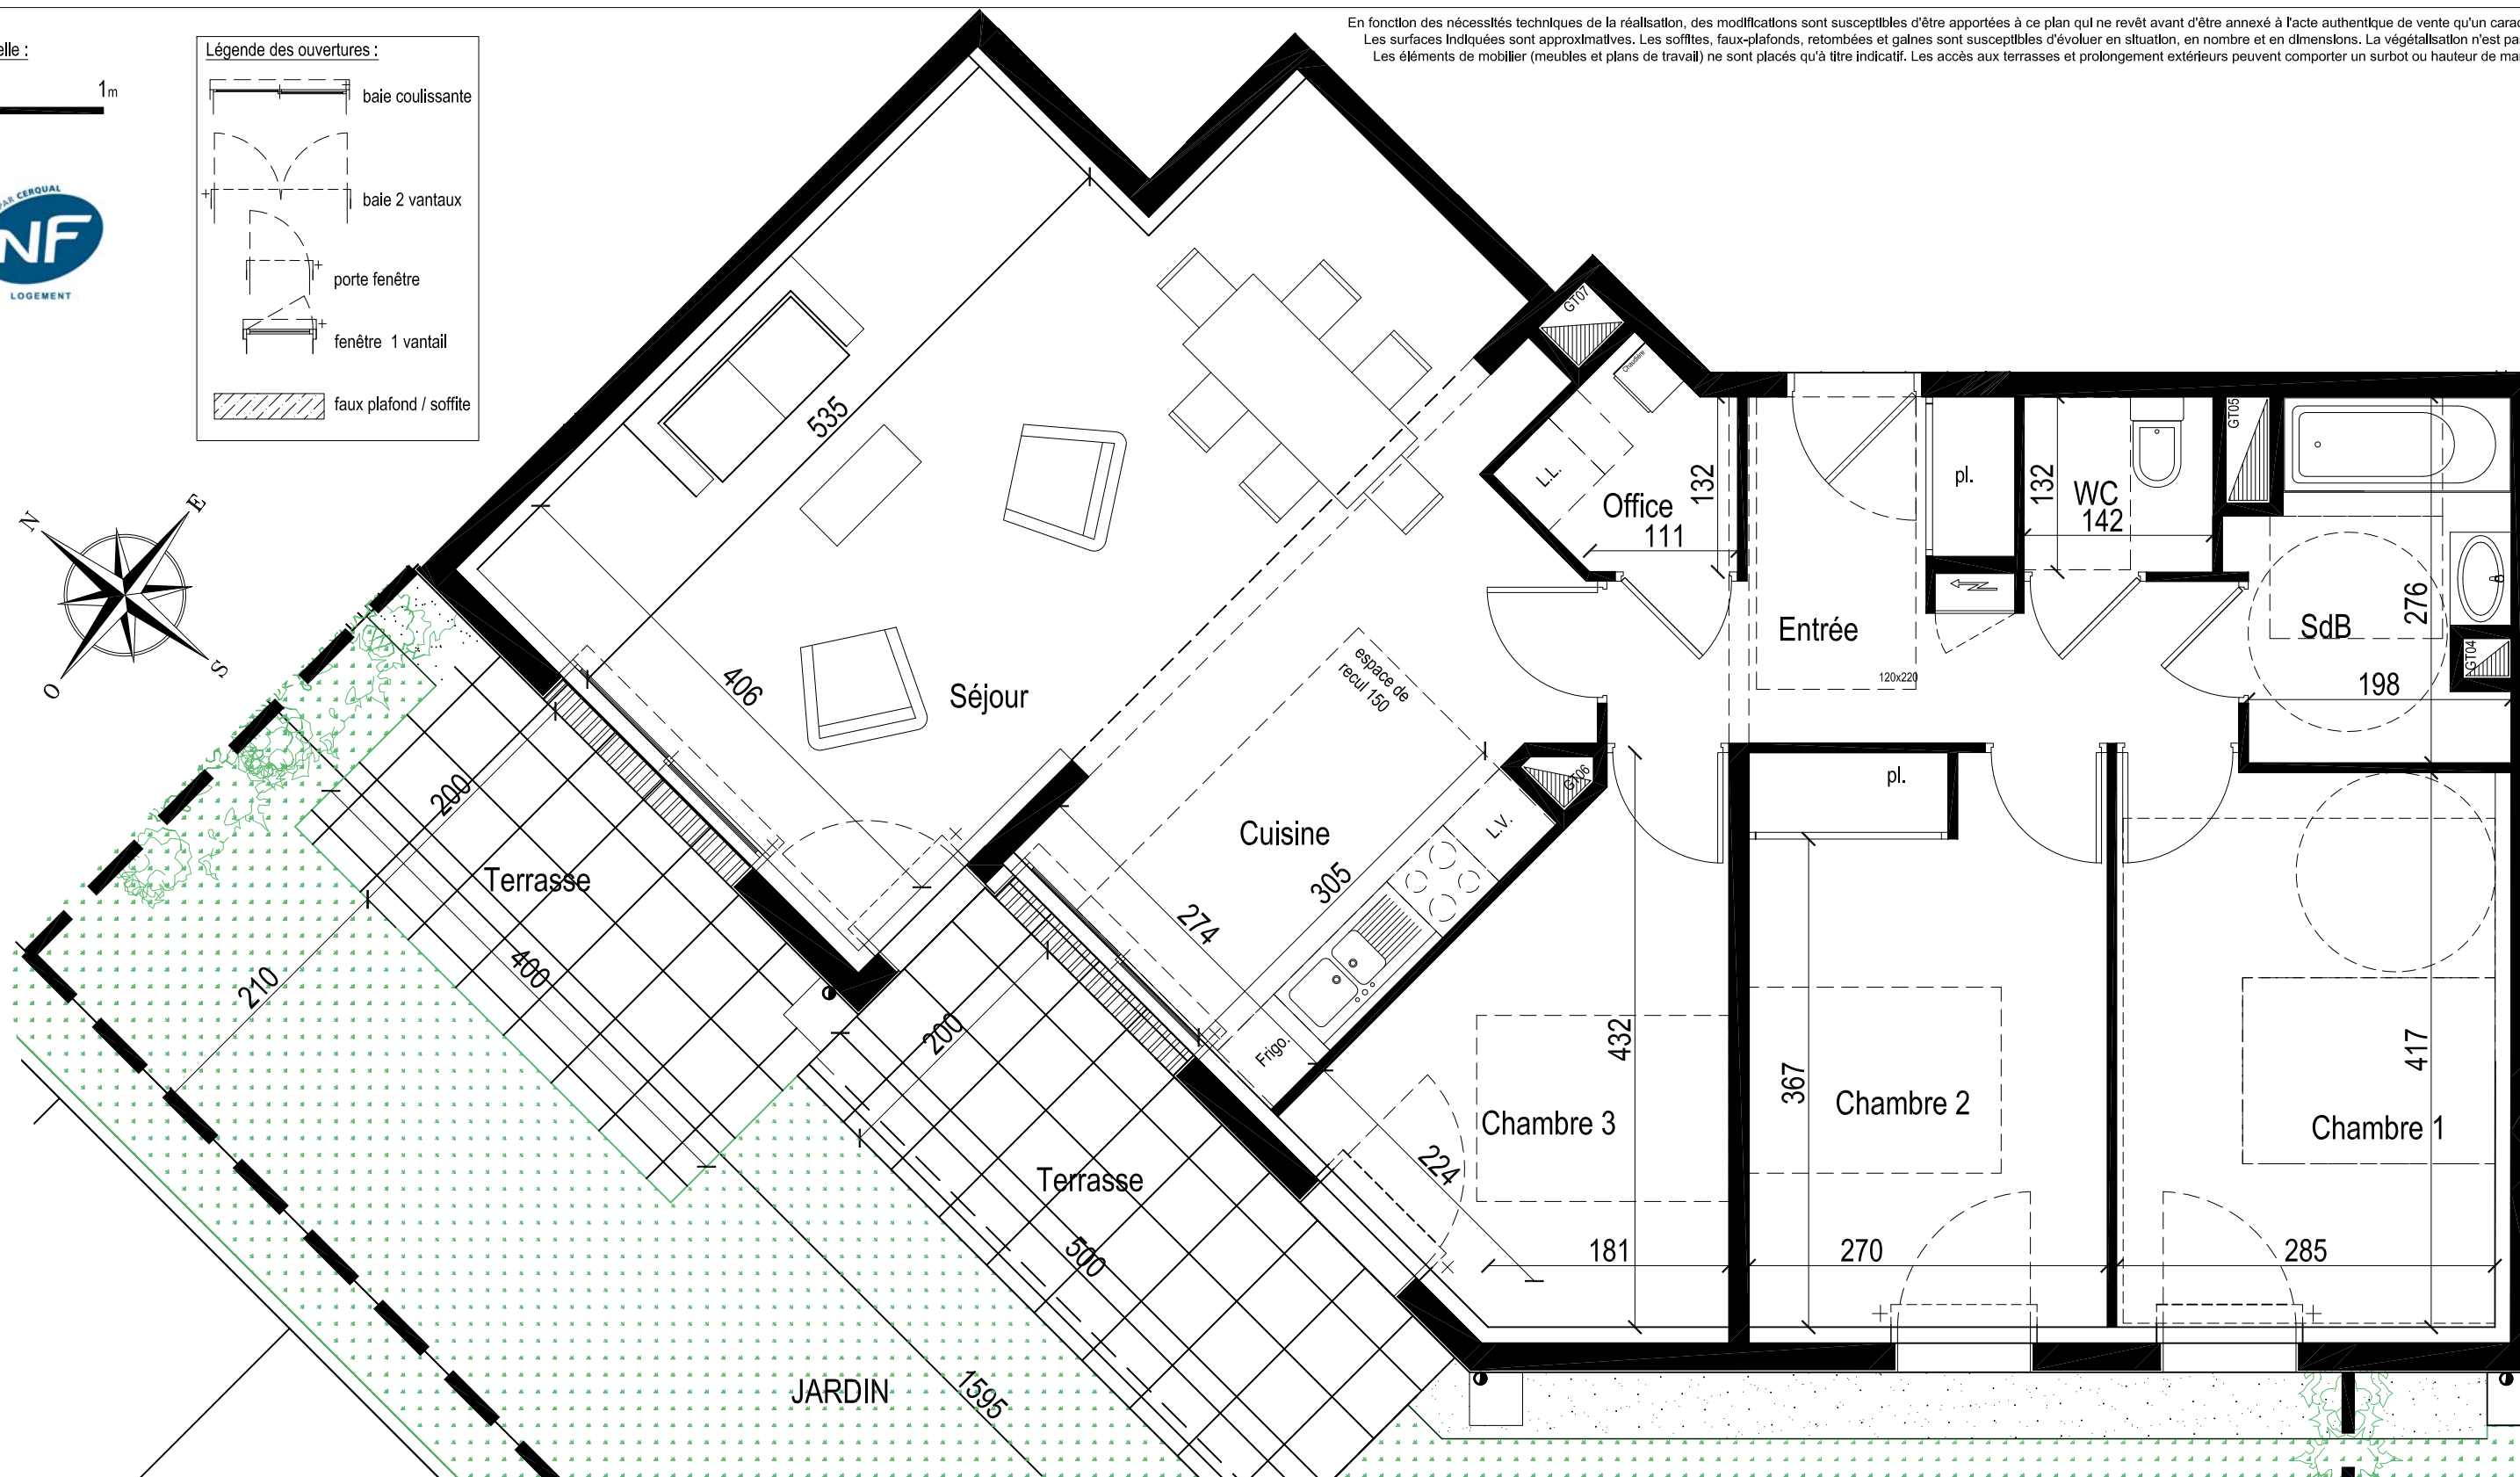 En fonction des nécessités techniques de la réalisation, des modifications sont susceptibles d'être apportées à ce plan qui ne revêt avant d'être annexé à l'acte authentique de vente qu'un carac
Les surfaces indiquées sont approximatives. Les soffites, faux-plafonds, retombées et gaines sont susceptibles d'évoluer en situation, en nombre et en dimensions. La végétalisation n'est pa
Les éléments de mobilier (meubles et plans de travail) ne sont placés qu'à titre indicatif. Les accès aux terrasses et prolongement extérieurs peuvent comporter un surbot ou hauteur de ma
elle :
1m
PAR CERQUAL
NF
LOGEMENT
Légende des ouvertures :
baie coulissante
baie 2 vantaux
porte fenêtre
fenêtre 1 vantail
faux plafond / soffite
N
E
S
O
535
406
Séjour
GT07
Chaudière
L.L.
Office
132
111
Entrée
120x220
pl.
132
WC
142
GT05
SdB
276
198
GT04
espace de
recul 150
Cuisine
305
274
L.V.
Frigo.
GT06
pl.
200
Terrasse
400
210
200
Terrasse
500
1595
JARDIN
432
Chambre 3
224
181
367
Chambre 2
270
417
Chambre 1
285